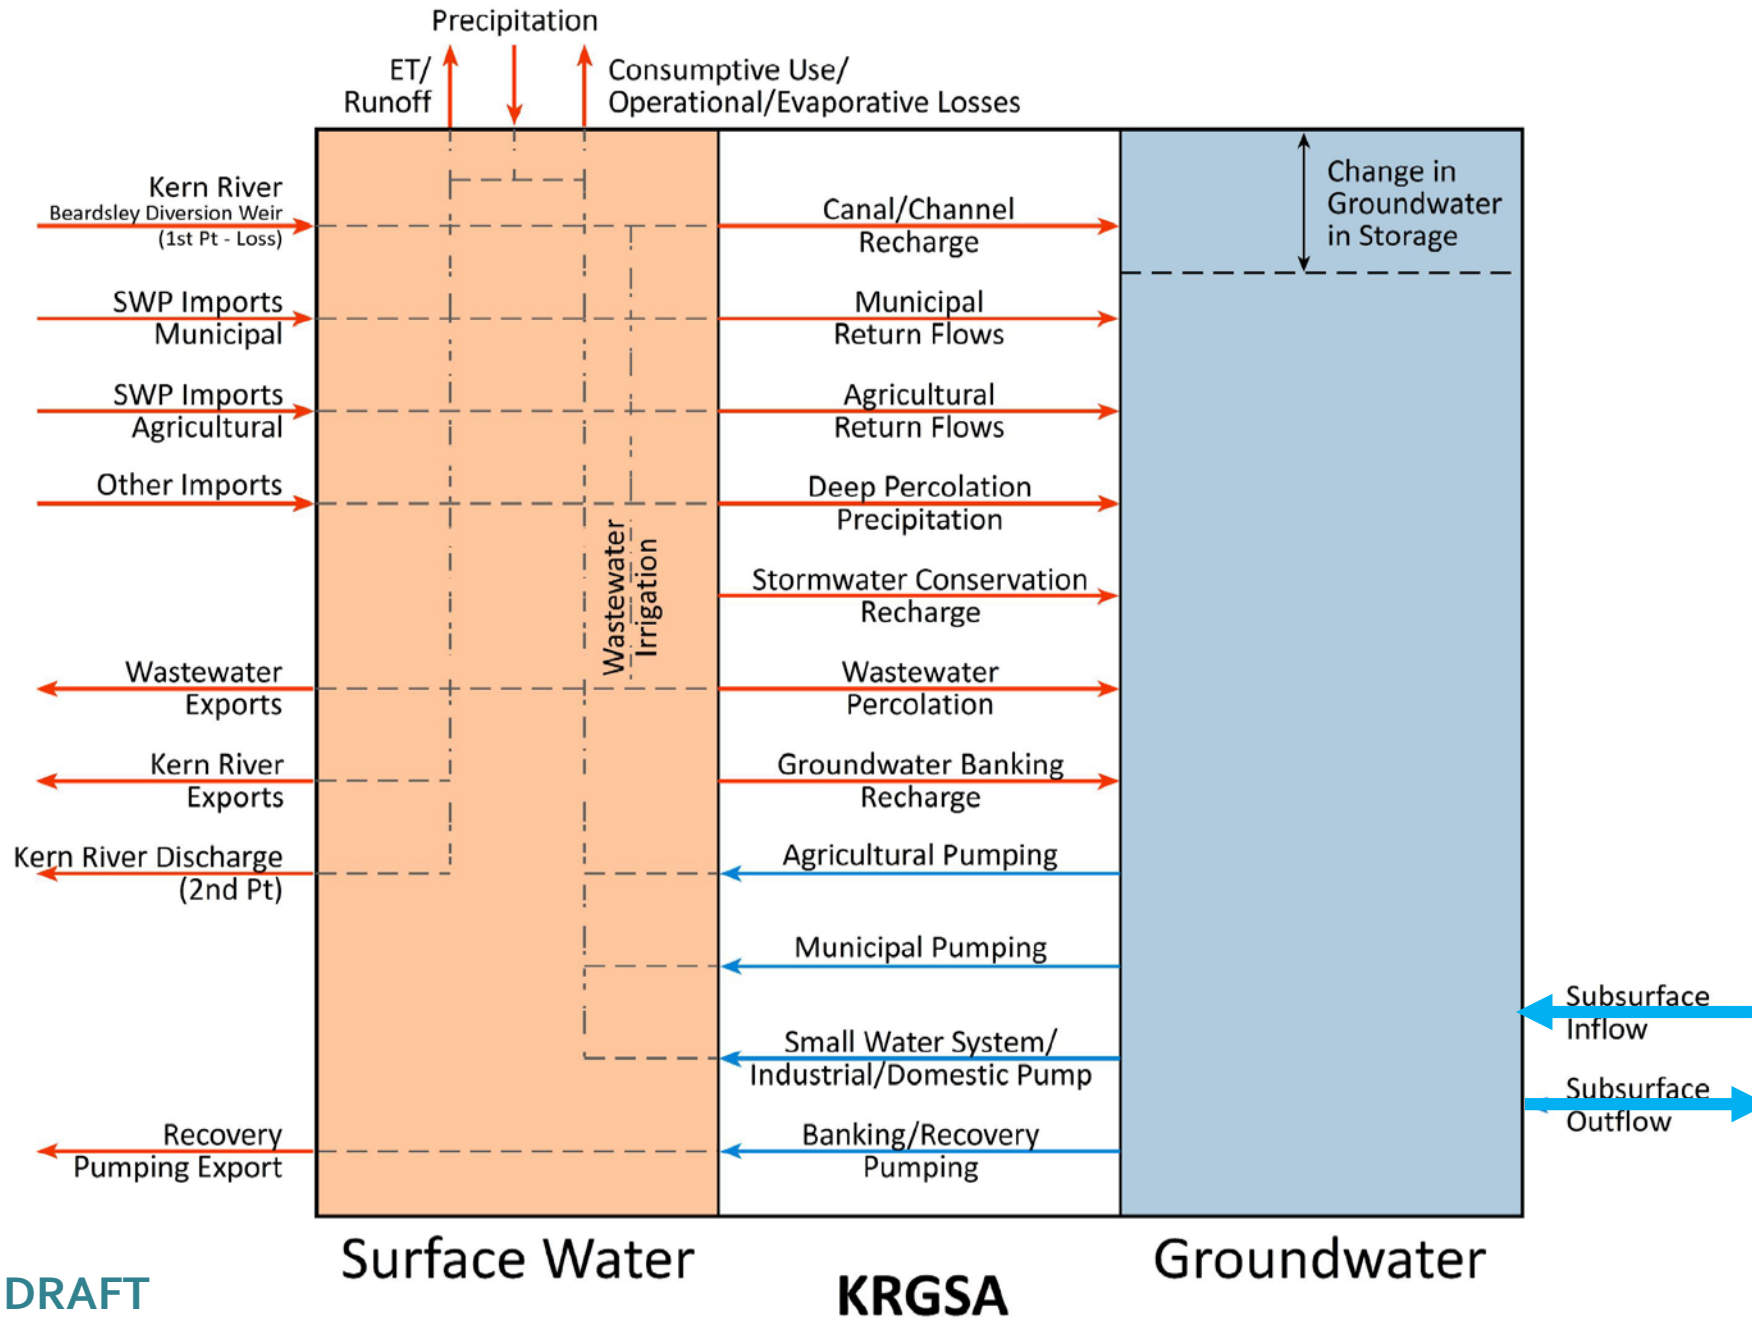 Precipitation
ET/
Runoff
Consumptive Use/
Operational/Evaporative Losses
Kern River
Beardsley Diversion Weir
(1st Pt - Loss)
SWP Imports
Municipal
SWP Imports
Agricultural
Other Imports
Wastewater
Exports
Kern River
Exports
Kern River Discharge
(2nd Pt)
Recovery
Pumping Export
Wastewater
Irrigation
Canal/Channel
Recharge
Municipal
Return Flows
Agricultural
Return Flows
Deep Percolation
Precipitation
Stormwater Conservation
Recharge
Wastewater
Percolation
Groundwater Banking
Recharge
Agricultural Pumping
Municipal Pumping
Small Water System/
Industrial/Domestic Pump
Banking/Recovery
Pumping
Change in
Groundwater
in Storage
Subsurface
Inflow
Subsurface
Outflow
Surface Water
Groundwater
DRAFT
KRGSA